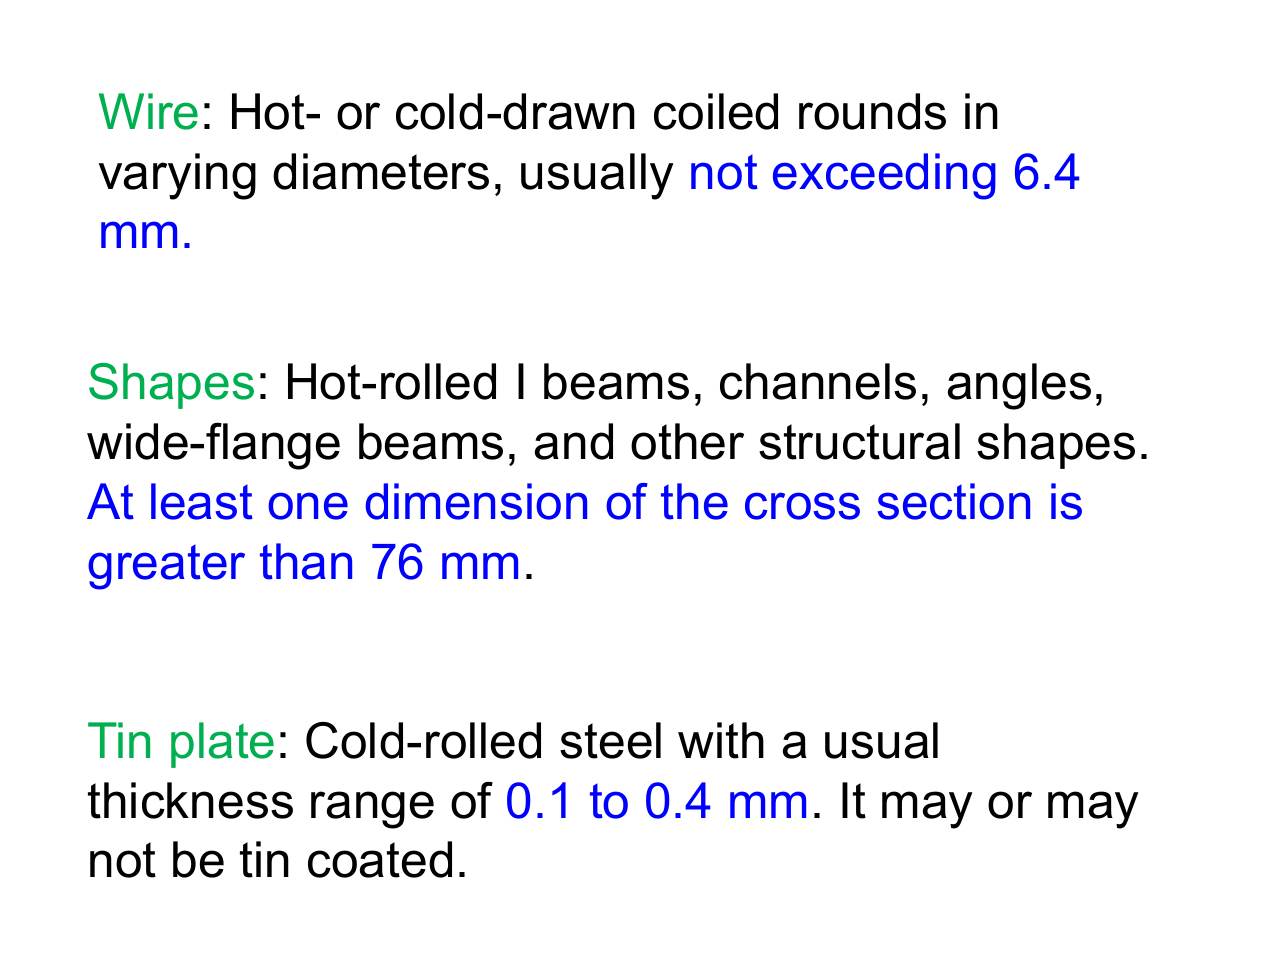 Wire: Hot- or cold-drawn coiled rounds in
varying diameters, usually not exceeding 6.4
mm.
Shapes: Hot-rolled I beams, channels, angles,
wide-flange beams, and other structural shapes.
At least one dimension of the cross section is
greater than 76 mm.
Tin plate: Cold-rolled steel with a usual
thickness range of 0.1 to 0.4 mm. It may or may
not be tin coated.